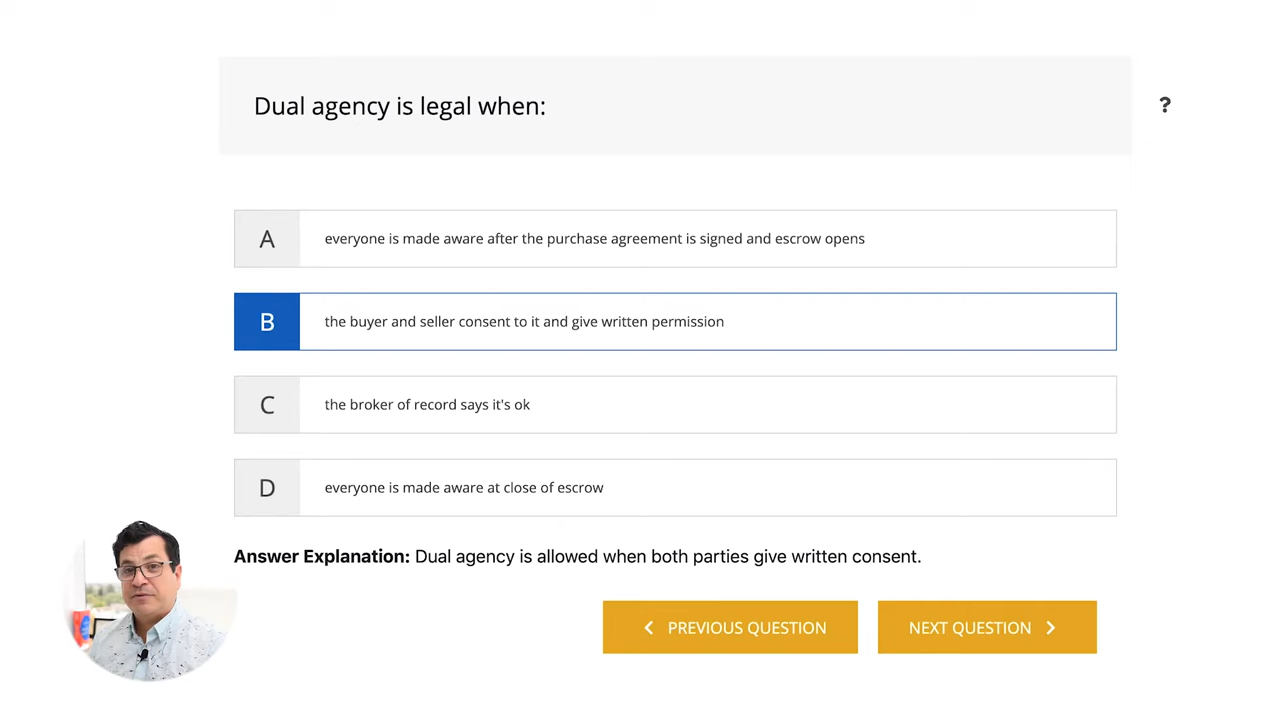 Dual agency is legal when:
?
A
everyone is made aware after the purchase agreement is signed and escrow opens
B
the buyer and seller consent to it and give written permission
C
the broker of record says it's ok
D
everyone is made aware at close of escrow
Answer Explanation: Dual agency is allowed when both parties give written consent.
PREVIOUS QUESTION
NEXT QUESTION